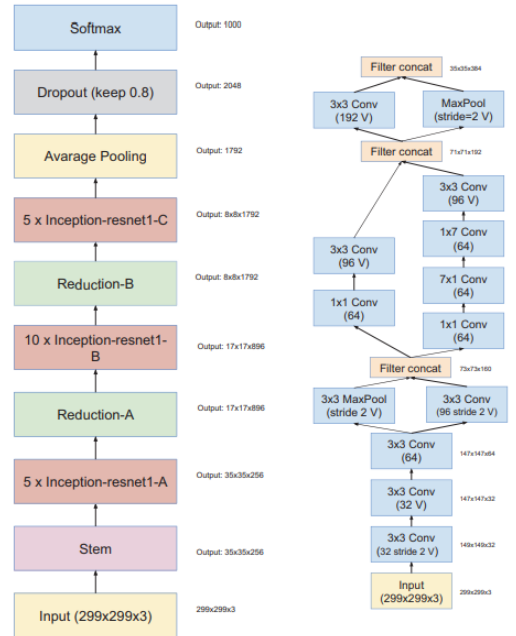 Softmax
Output: 1000
Dropout (keep 0.8)
Output: 2048
Avarage Pooling
Output: 1792
5 x Inception-resnet1-C
Output: 8x8x1792
Reduction-B
Output: 8x8x1792
10 x Inception-resnet1-
B
Output: 17x17x896
Reduction-A
Output: 17x17x896
5 x Inception-resnet1-A
Output: 35x35x256
Stem
Output: 35x35x256
Input (299x299x3)
299x299x3
Filter concat
35x35x384
3x3 Conv
(192 V)
MaxPool
(stride=2 V)
Filter concat
71x71x192
3x3 Conv
(96 V)
1x7 Conv
(64)
3x3 Conv
(96 V)
7x1 Conv
(64)
1x1 Conv
(64)
1x1 Conv
(64)
Filter concat
73x73x160
3x3 MaxPool
(stride 2 V)
3x3 Conv
(96 stride 2 V)
3x3 Conv
(64)
147x147x64
3x3 Conv
(32 V)
147x147x32
3x3 Conv
(32 stride 2 V)
149x149x32
Input
(299x299x3)
299x299x3